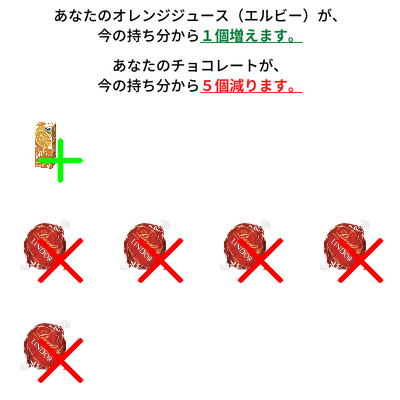 あなたのオレンジジュース（エルビー）が、
今の持ち分から１個増えます。
あなたのチョコレートが、
今の持ち分から５個減ります。
LINDOR
LINDOR
LINDOR
LINDOR
LINDOR